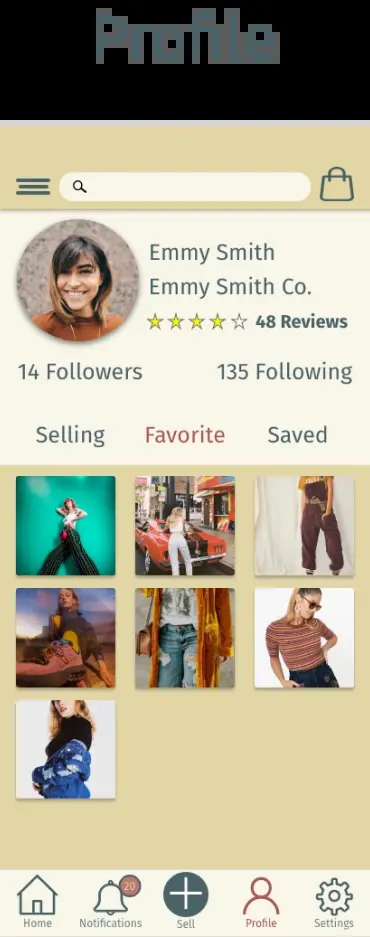 Profile
Emmy Smith
Emmy Smith Co.
48 Reviews
14 Followers 135 Following
Selling Favorite Saved
20
Home Notifications Sell Profile Settings